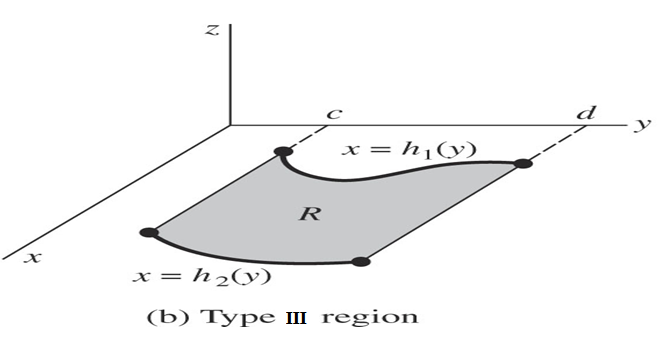 z
c
d
y
x = h₁(y)
R
x
x = h₂(y)
(b) Type III region